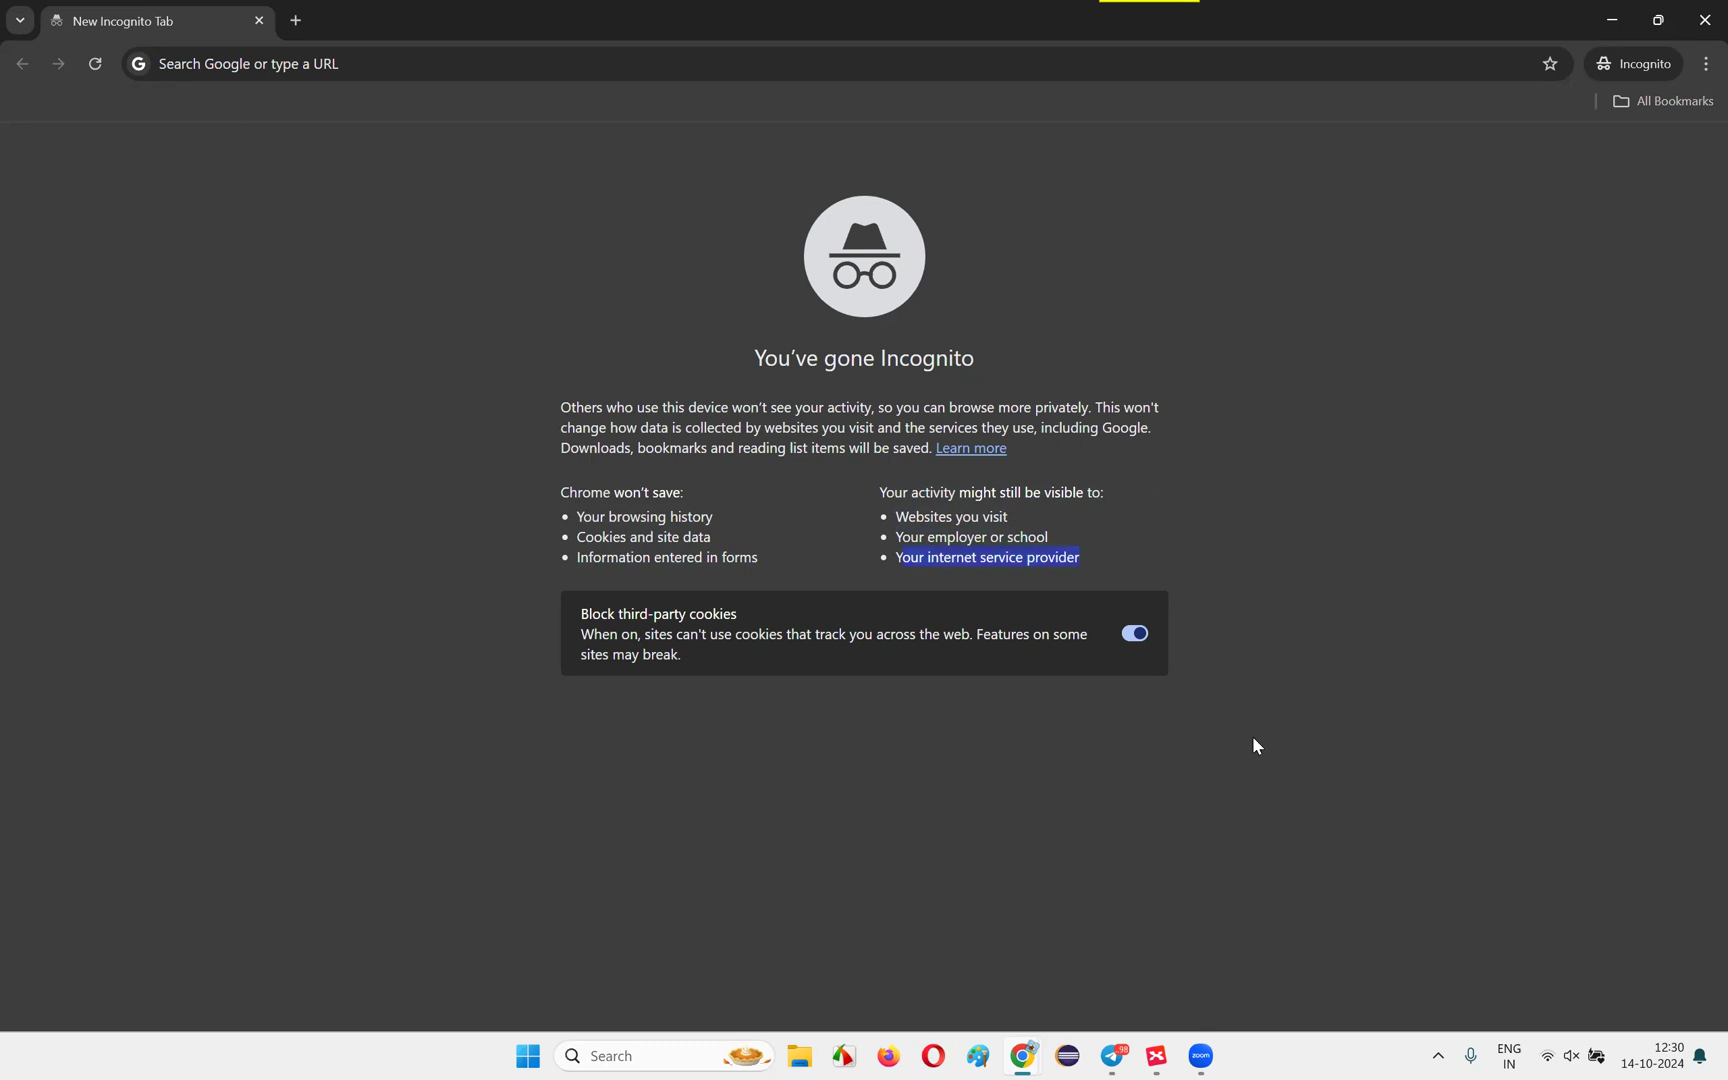 New Incognito Tab
Search Google or type a URL
Incognito
All Bookmarks
You've gone Incognito
Others who use this device won't see your activity, so you can browse more privately. This won't
change how data is collected by websites you visit and the services they use, including Google.
Downloads, bookmarks and reading list items will be saved. Learn more
Chrome won't save:
Your browsing history
Cookies and site data
Information entered in forms
Your activity might still be visible to:
Websites you visit
Your employer or school
Your internet service provider
Block third-party cookies
When on, sites can't use cookies that track you across the web. Features on some
sites may break.
Search
98
zoom
ENG
IN
12:30
14-10-2024